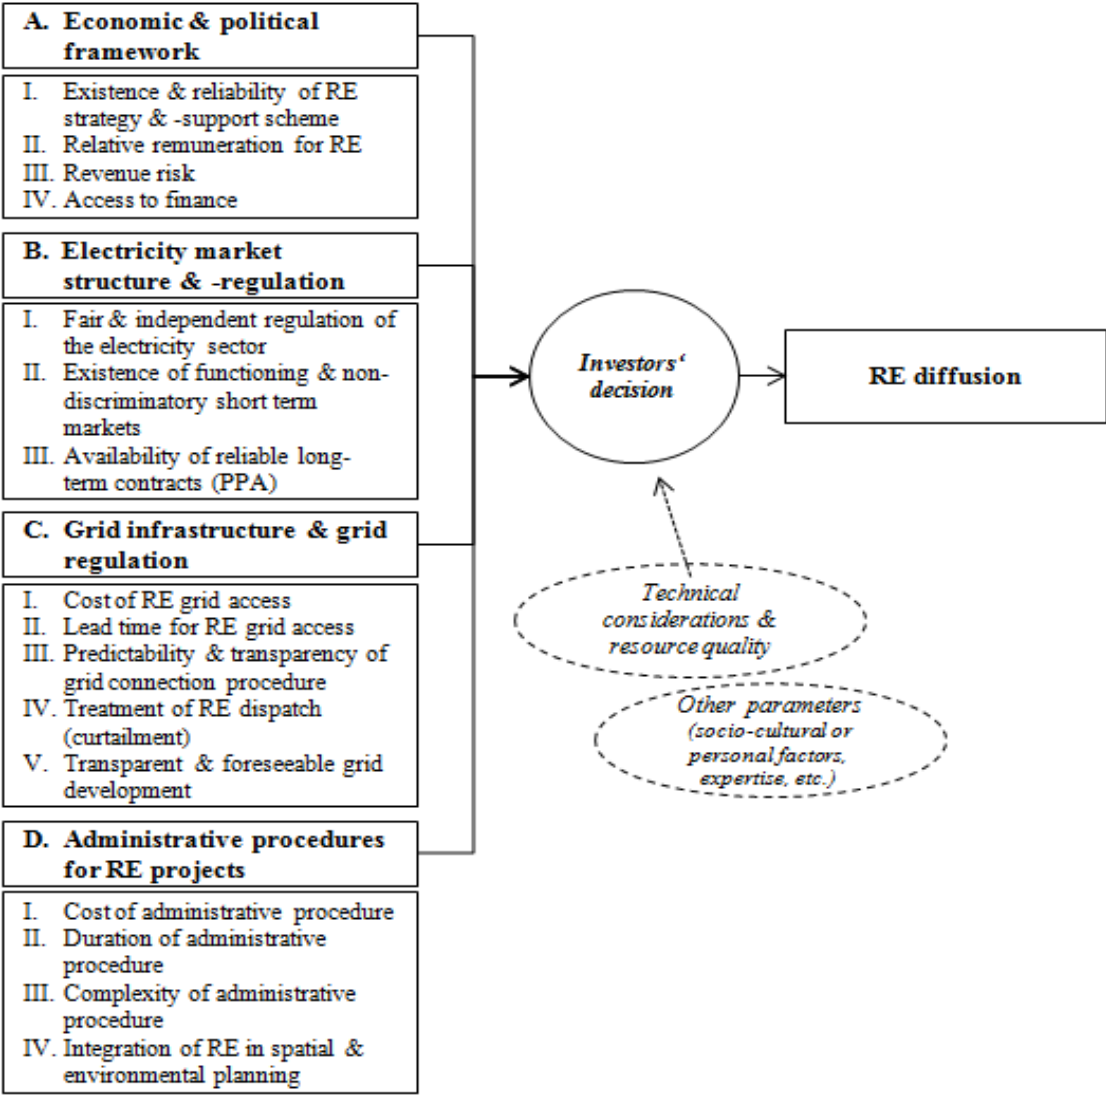 A. Economic & political
framework
I. Existence & reliability of RE
strategy & -support scheme
II. Relative remuneration for RE
III. Revenue risk
IV. Access to finance
B. Electricity market
structure & -regulation
I. Fair & independent regulation of
the electricity sector
II. Existence of functioning & non-
discriminatory short term
markets
III. Availability of reliable long-
term contracts (PPA)
C. Grid infrastructure & grid
regulation
I. Cost of RE grid access
II. Lead time for RE grid access
III. Predictability & transparency of
grid connection procedure
IV. Treatment of RE dispatch
(curtailment)
V. Transparent & foreseeable grid
development
D. Administrative procedures
for RE projects
I. Cost of administrative procedure
II. Duration of administrative
procedure
III. Complexity of administrative
procedure
IV. Integration of RE in spatial &
environmental planning
Investors‘
decision
RE diffusion
Technical
considerations &
resource quality
Other parameters
(socio-cultural or
personal factors,
expertise, etc.)